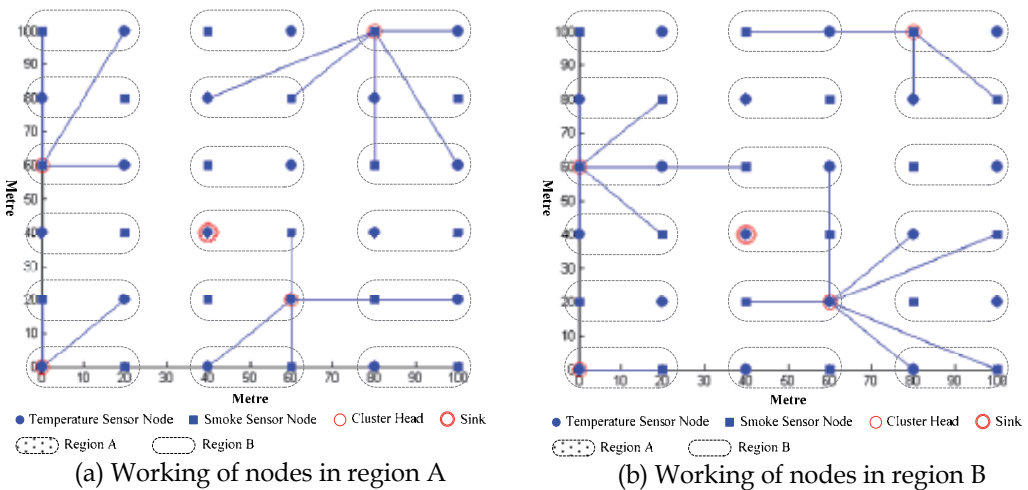 100
90
80
70
60
50
40
30
20
10
0
Metre
0 10 20 30 40 50 60 70 80 90 100
Metre
Temperature Sensor Node Smoke Sensor Node Cluster Head Sink
Region A Region B
(a) Working of nodes in region A
100
90
80
70
60
50
40
30
20
10
0
Metre
0 10 20 30 40 50 60 70 80 90 100
Metre
Temperature Sensor Node Smoke Sensor Node Cluster Head Sink
Region A Region B
(b) Working of nodes in region B